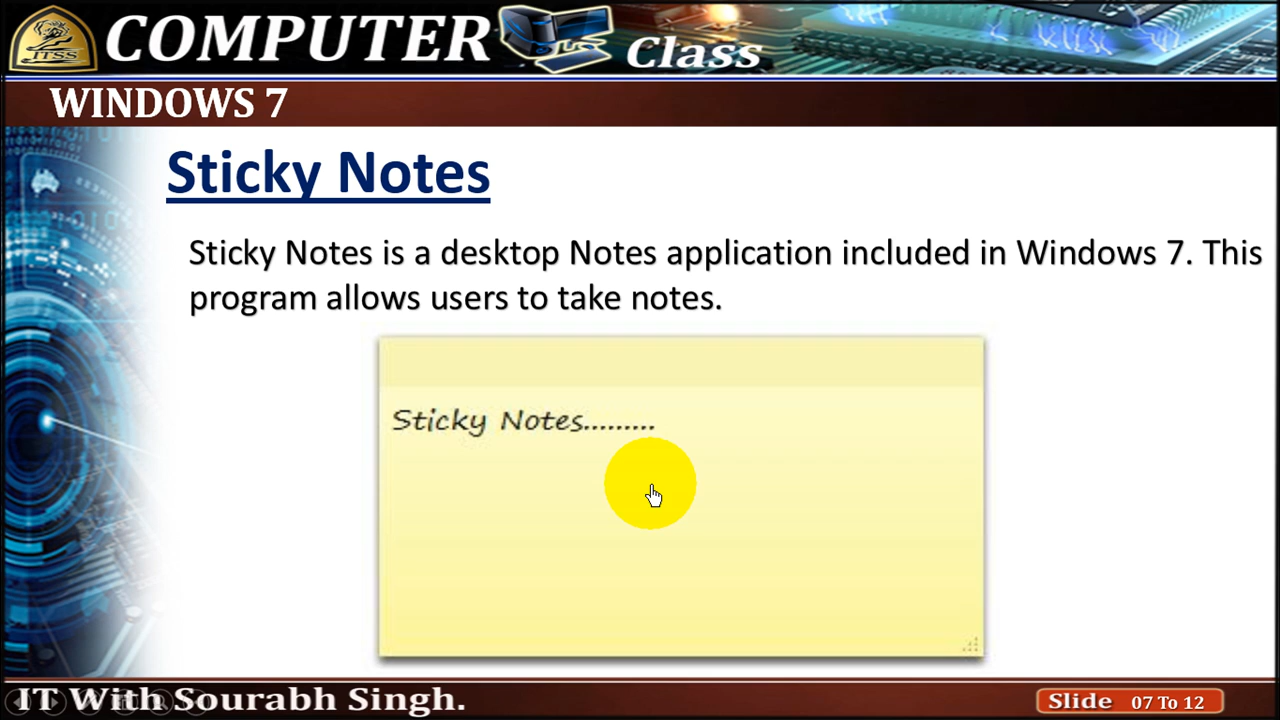 JTSS
COMPUTER
Class
WINDOWS 7
Sticky Notes
Sticky Notes is a desktop Notes application included in Windows 7. This
program allows users to take notes.
Sticky Notes.........
IT With Sourabh Singh.
Slide 07 To 12